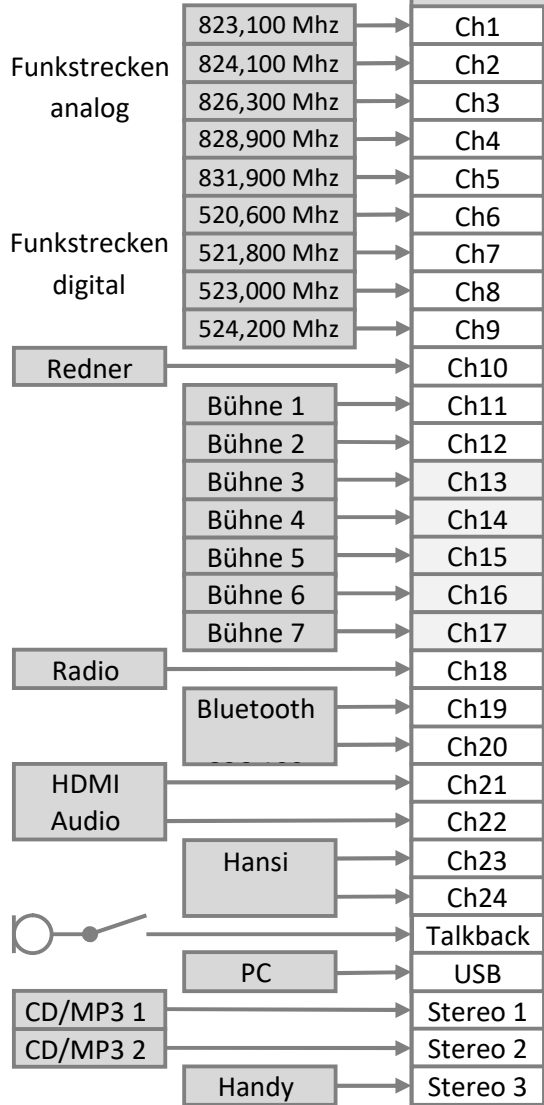 823,100 Mhz Ch1
Funkstrecken 824,100 Mhz Ch2
analog 826,300 Mhz Ch3
828,900 Mhz Ch4
831,900 Mhz Ch5
520,600 Mhz Ch6
Funkstrecken 521,800 Mhz Ch7
digital 523,000 Mhz Ch8
524,200 Mhz Ch9
Redner Ch10
Bühne 1 Ch11
Bühne 2 Ch12
Bühne 3 Ch13
Bühne 4 Ch14
Bühne 5 Ch15
Bühne 6 Ch16
Bühne 7 Ch17
Radio Ch18
Bluetooth Ch19
Ch20
HDMI Ch21
Audio Ch22
Hansi Ch23
Ch24
Talkback
PC USB
CD/MP3 1 Stereo 1
CD/MP3 2 Stereo 2
Handy Stereo 3